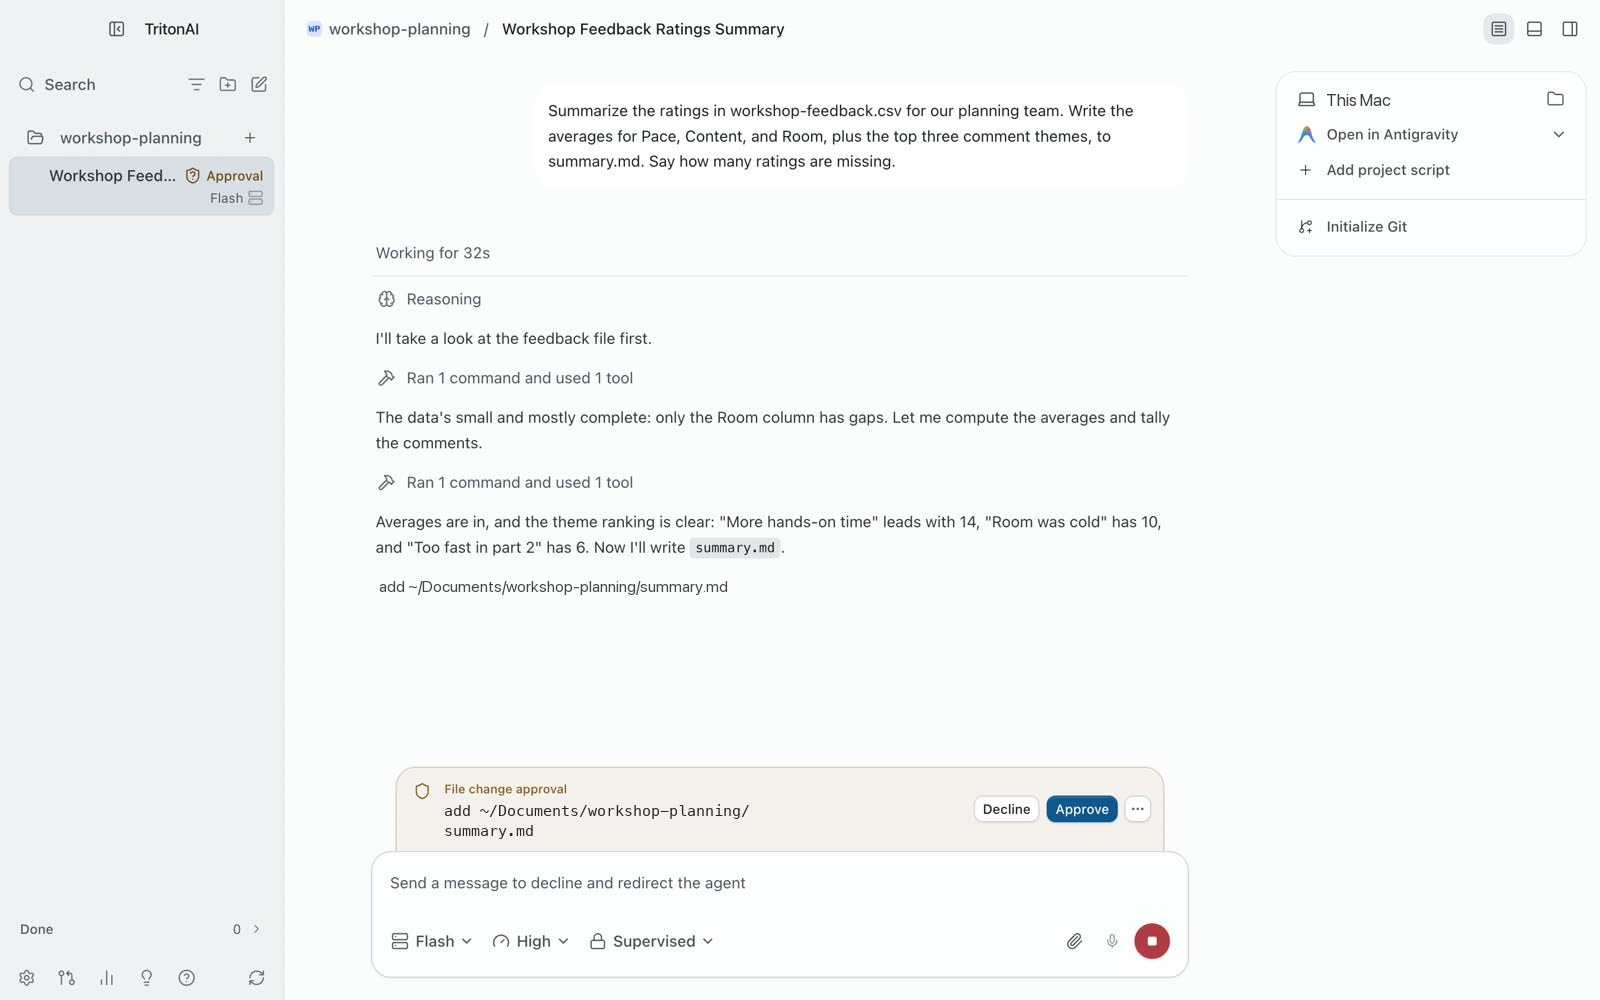 TritonAI
Search
workshop-planning
Workshop Feed...
Approval
Flash
Done
0
WP
workshop-planning / Workshop Feedback Ratings Summary
Summarize the ratings in workshop-feedback.csv for our planning team. Write the
averages for Pace, Content, and Room, plus the top three comment themes, to
summary.md. Say how many ratings are missing.
Working for 32s
Reasoning
I'll take a look at the feedback file first.
Ran 1 command and used 1 tool
The data's small and mostly complete: only the Room column has gaps. Let me compute the averages and tally
the comments.
Ran 1 command and used 1 tool
Averages are in, and the theme ranking is clear: "More hands-on time" leads with 14, "Room was cold" has 10,
and "Too fast in part 2" has 6. Now I'll write summary.md.
add ~/Documents/workshop-planning/summary.md
File change approval
add ~/Documents/workshop-planning/
summary.md
Decline
Approve
Send a message to decline and redirect the agent
Flash
High
Supervised
This Mac
Open in Antigravity
Add project script
Initialize Git